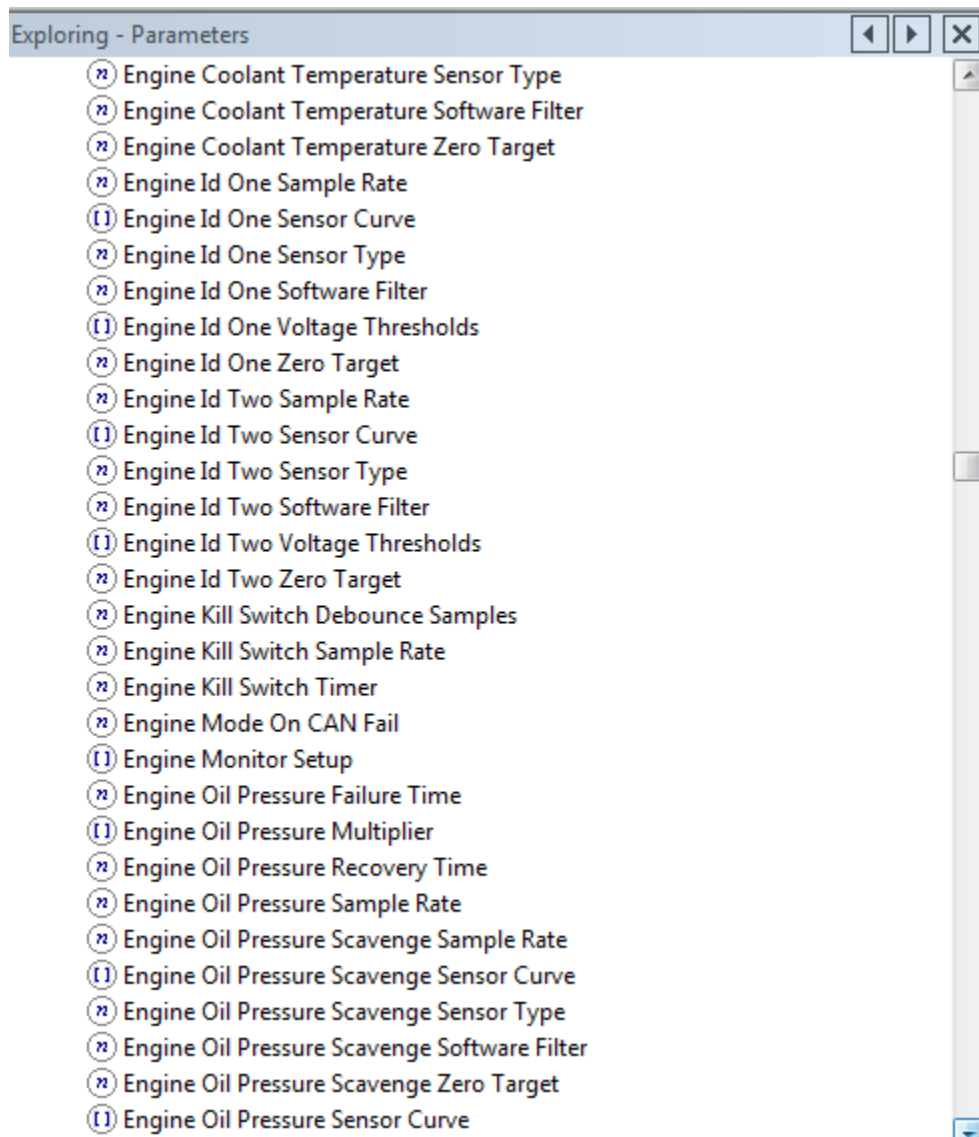 Exploring - Parameters
n Engine Coolant Temperature Sensor Type
n Engine Coolant Temperature Software Filter
n Engine Coolant Temperature Zero Target
n Engine Id One Sample Rate
[] Engine Id One Sensor Curve
n Engine Id One Sensor Type
n Engine Id One Software Filter
[] Engine Id One Voltage Thresholds
n Engine Id One Zero Target
n Engine Id Two Sample Rate
[] Engine Id Two Sensor Curve
n Engine Id Two Sensor Type
n Engine Id Two Software Filter
[] Engine Id Two Voltage Thresholds
n Engine Id Two Zero Target
n Engine Kill Switch Debounce Samples
n Engine Kill Switch Sample Rate
n Engine Kill Switch Timer
n Engine Mode On CAN Fail
[] Engine Monitor Setup
n Engine Oil Pressure Failure Time
[] Engine Oil Pressure Multiplier
n Engine Oil Pressure Recovery Time
n Engine Oil Pressure Sample Rate
n Engine Oil Pressure Scavenge Sample Rate
[] Engine Oil Pressure Scavenge Sensor Curve
n Engine Oil Pressure Scavenge Sensor Type
n Engine Oil Pressure Scavenge Software Filter
n Engine Oil Pressure Scavenge Zero Target
[] Engine Oil Pressure Sensor Curve